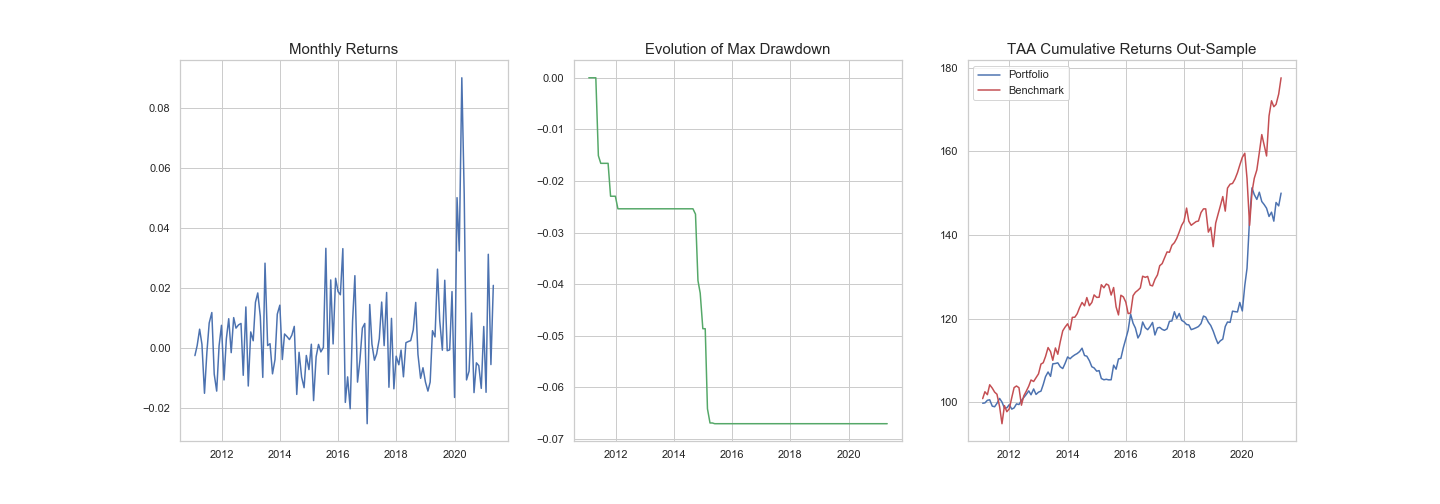 Monthly Returns
0.08
0.06
0.04
0.02
0.00
−0.02
2012 2014 2016 2018 2020
Evolution of Max Drawdown
0.00
−0.01
−0.02
−0.03
−0.04
−0.05
−0.06
−0.07
2012 2014 2016 2018 2020
TAA Cumulative Returns Out-Sample
Portfolio
Benchmark
180
160
140
120
100
2012 2014 2016 2018 2020